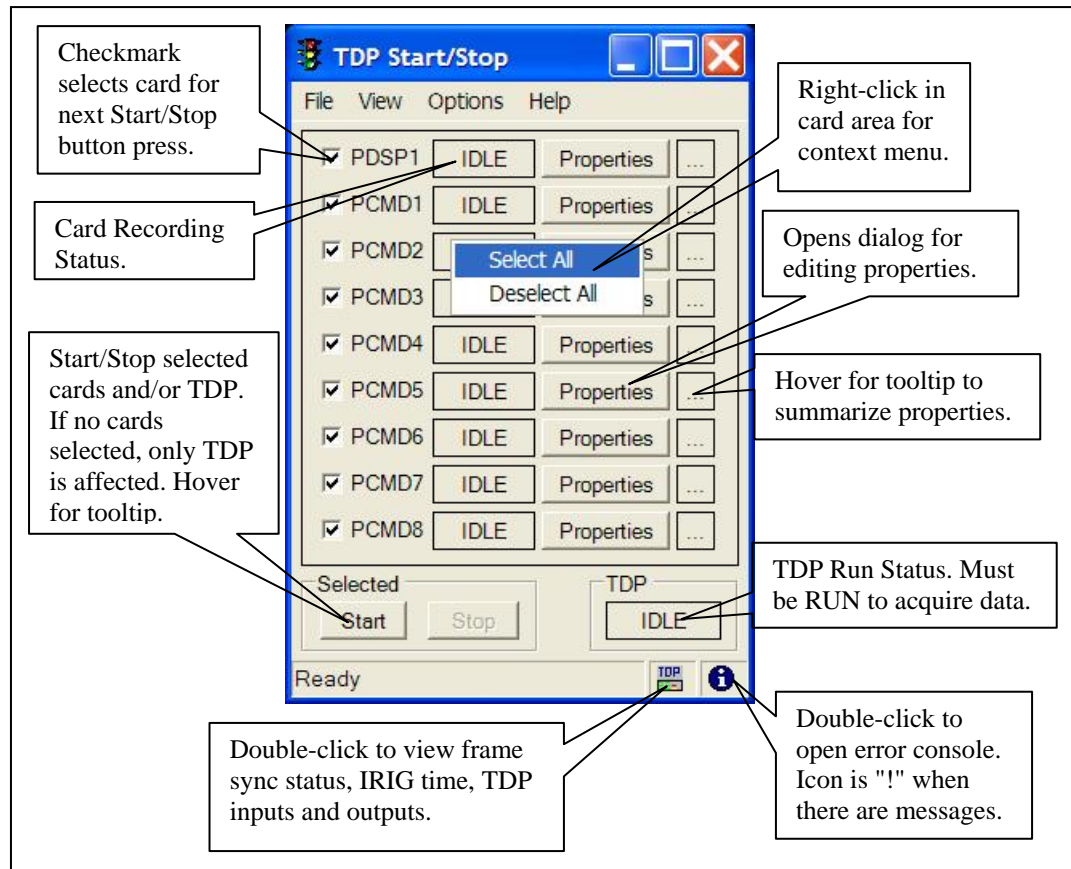 Checkmark
selects card for
next Start/Stop
button press.
Card Recording
Status.
Start/Stop selected
cards and/or TDP.
If no cards
selected, only TDP
is affected. Hover
for tooltip.
TDP Start/Stop
File View Options Help
PDSP1 IDLE Properties ...
PCMD1 IDLE Properties ...
PCMD2 s ...
Select All
PCMD3 s ...
Deselect All
PCMD4 IDLE Properties ...
PCMD5 IDLE Properties ...
PCMD6 IDLE Properties ...
PCMD7 IDLE Properties ...
PCMD8 IDLE Properties ...
Selected TDP
Start Stop IDLE
Ready TDP i
Right-click in
card area for
context menu.
Opens dialog for
editing properties.
Hover for tooltip to
summarize properties.
TDP Run Status. Must
be RUN to acquire data.
Double-click to view frame
sync status, IRIG time, TDP
inputs and outputs.
Double-click to
open error console.
Icon is "!" when
there are messages.